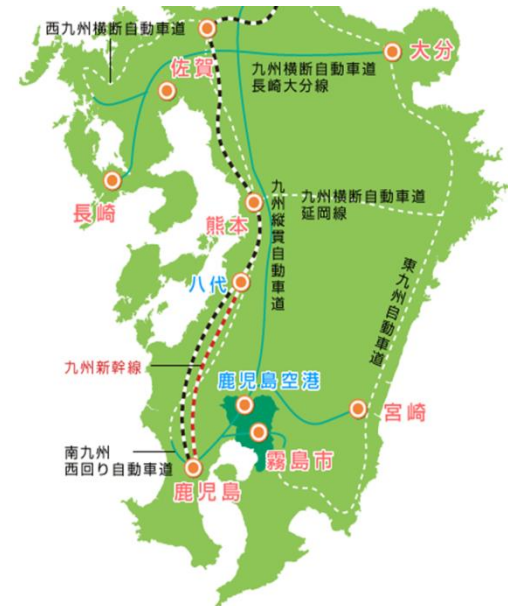 西九州横断自動車道
大分
佐賀
九州横断自動車道
長崎大分線
長崎
九州横断自動車道
延岡線
熊本
九州縦貫自動車道
八代
東九州自動車道
九州新幹線
鹿児島空港
宮崎
南九州
西回り自動車道
霧島市
鹿児島